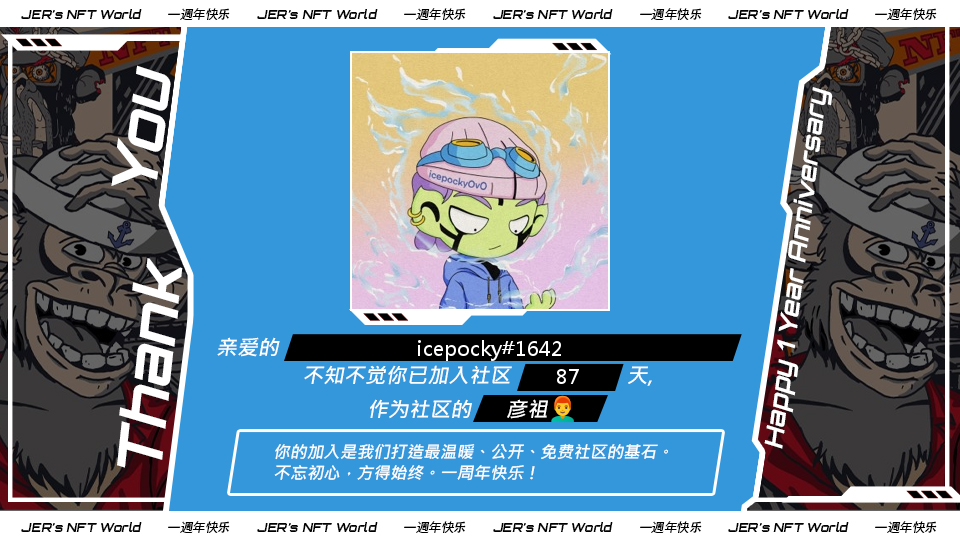 JER's NFT World 一週年快乐 JER's NFT World 一週年快乐 JER's NFT World 一週年快乐 JER's NFT World 一週年快乐
Thank You
icepockyOvO
亲爱的 icepocky#1642
不知不觉你已加入社区 87 天,
作为社区的 彦祖👨‍🦰
你的加入是我们打造最温暖、公开、免费社区的基石。
不忘初心，方得始终。一周年快乐！
Happy 1 Year Anniversary
JER's NFT World 一週年快乐 JER's NFT World 一週年快乐 JER's NFT World 一週年快乐 JER's NFT World 一週年快乐